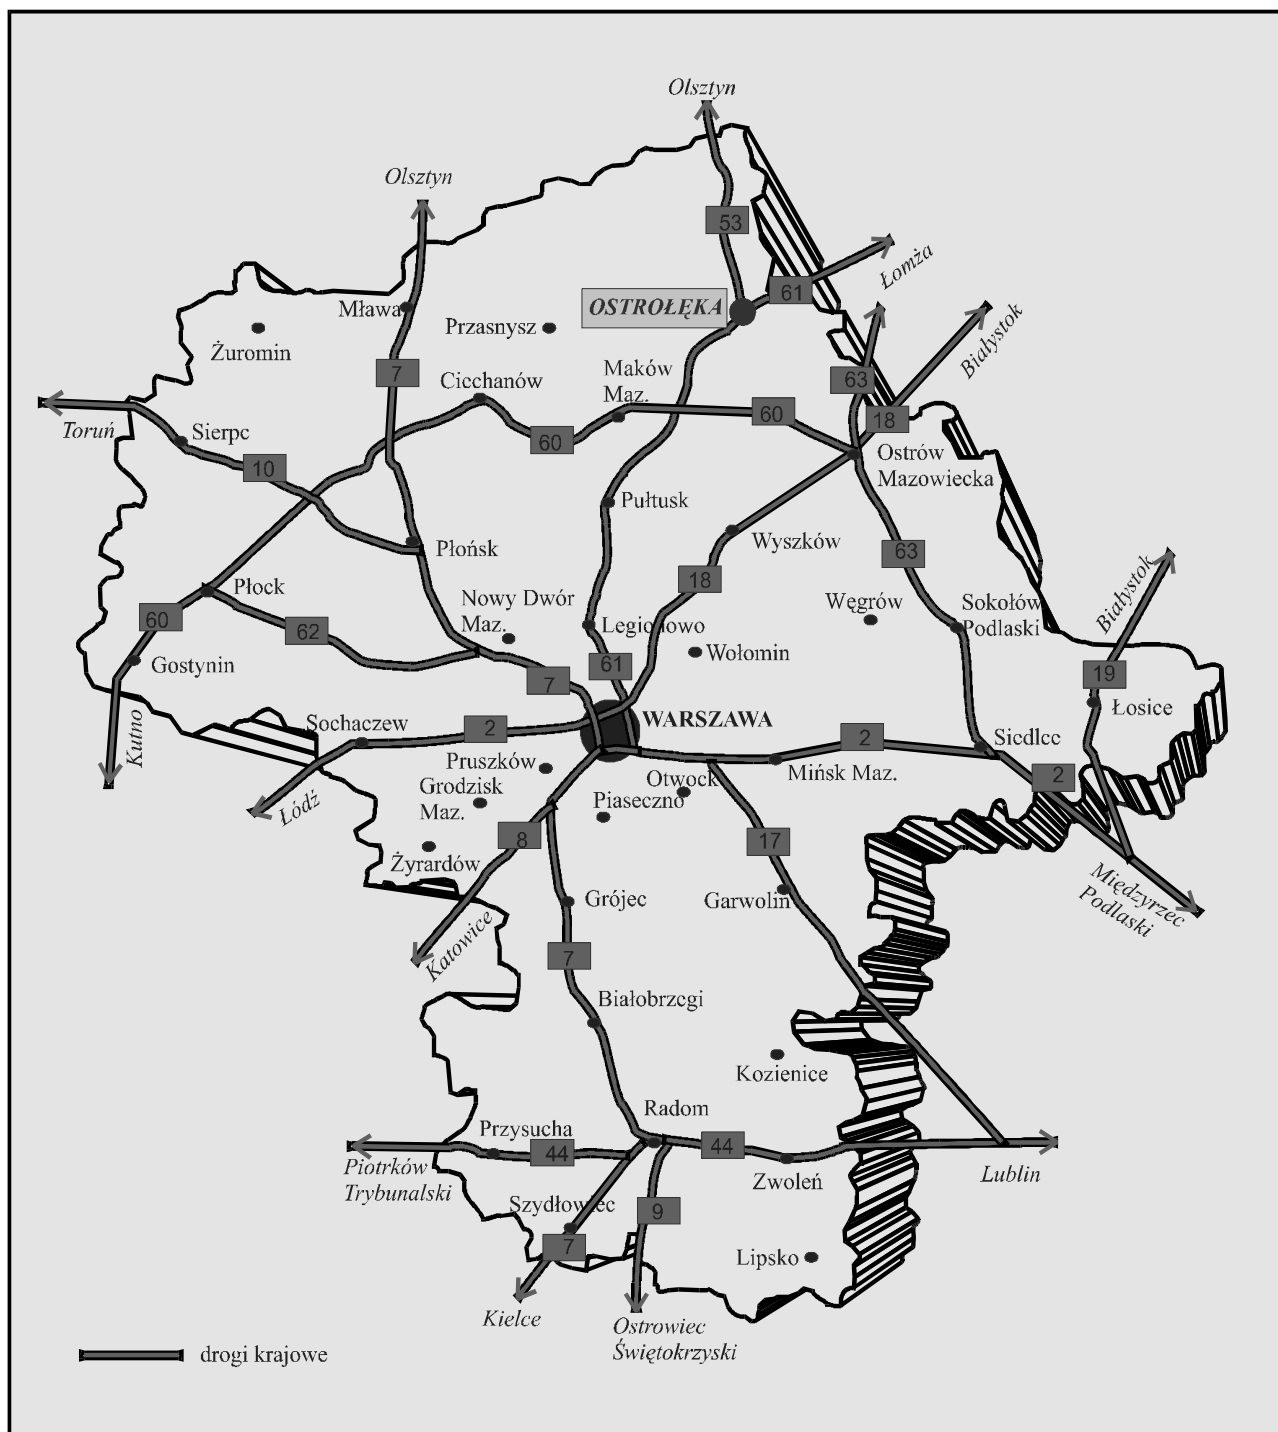 Olsztyn
Olsztyn
53
Łomża
61
OSTROŁĘKA
Mława
Przasnysz
Białystok
Żuromin
7
Ciechanów
Maków
Maz.
63
60
18
Toruń
Sierpc
60
Ostrów
Mazowiecka
10
Pułtusk
Płońsk
Wyszków
63
18
Białystok
Płock
Nowy Dwór
Maz.
Węgrów
Sokołów
Podlaski
60
62
Legionowo
Wołomin
Gostynin
61
19
7
Łosice
Kutno
Sochaczew
2
WARSZAWA
2
Siedlce
Pruszków
Otwock
Mińsk Maz.
2
Grodzisk
Maz.
Piaseczno
Łódź
8
17
Żyrardów
Międzyrzec
Podlaski
Grójec
Garwolin
Katowice
7
Białobrzegi
Kozienice
Radom
Przysucha
44
44
Piotrków
Trybunalski
Zwoleń
Lublin
Szydłowiec
9
7
Lipsko
Kielce
Ostrowiec
Świętokrzyski
drogi krajowe